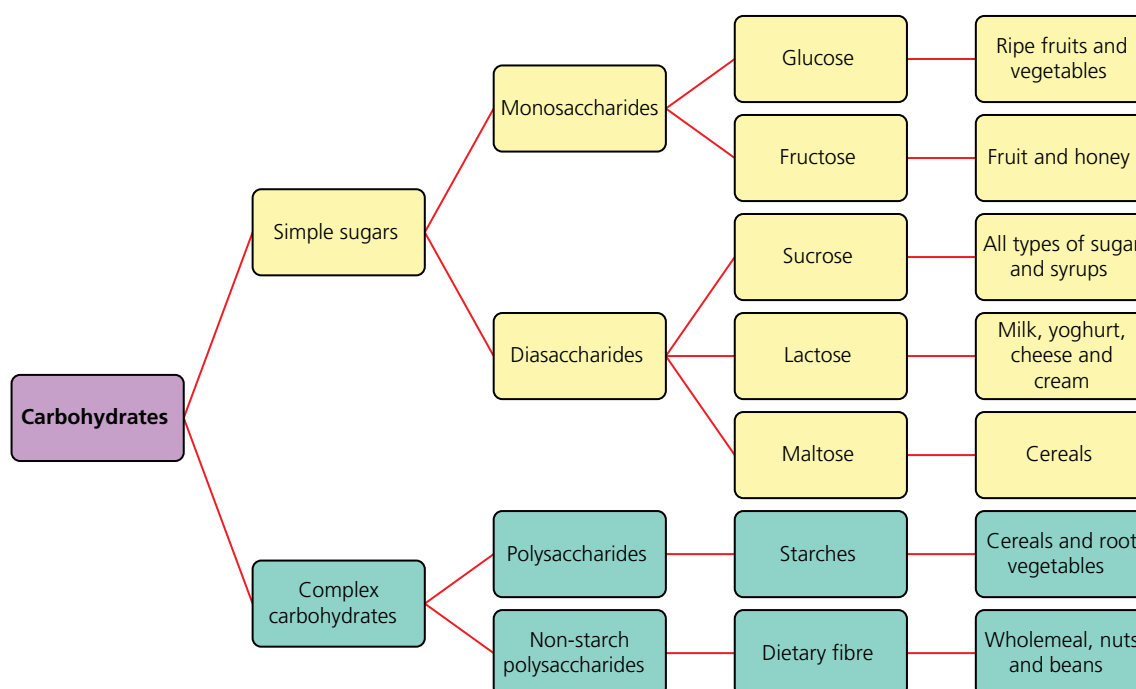 Carbohydrates
Simple sugars
Monosaccharides
Glucose
Ripe fruits and
vegetables
Fructose
Fruit and honey
Diasaccharides
Sucrose
All types of sugar
and syrups
Lactose
Milk, yoghurt,
cheese and
cream
Maltose
Cereals
Complex
carbohydrates
Polysaccharides
Starches
Cereals and root
vegetables
Non-starch
polysaccharides
Dietary fibre
Wholemeal, nuts
and beans